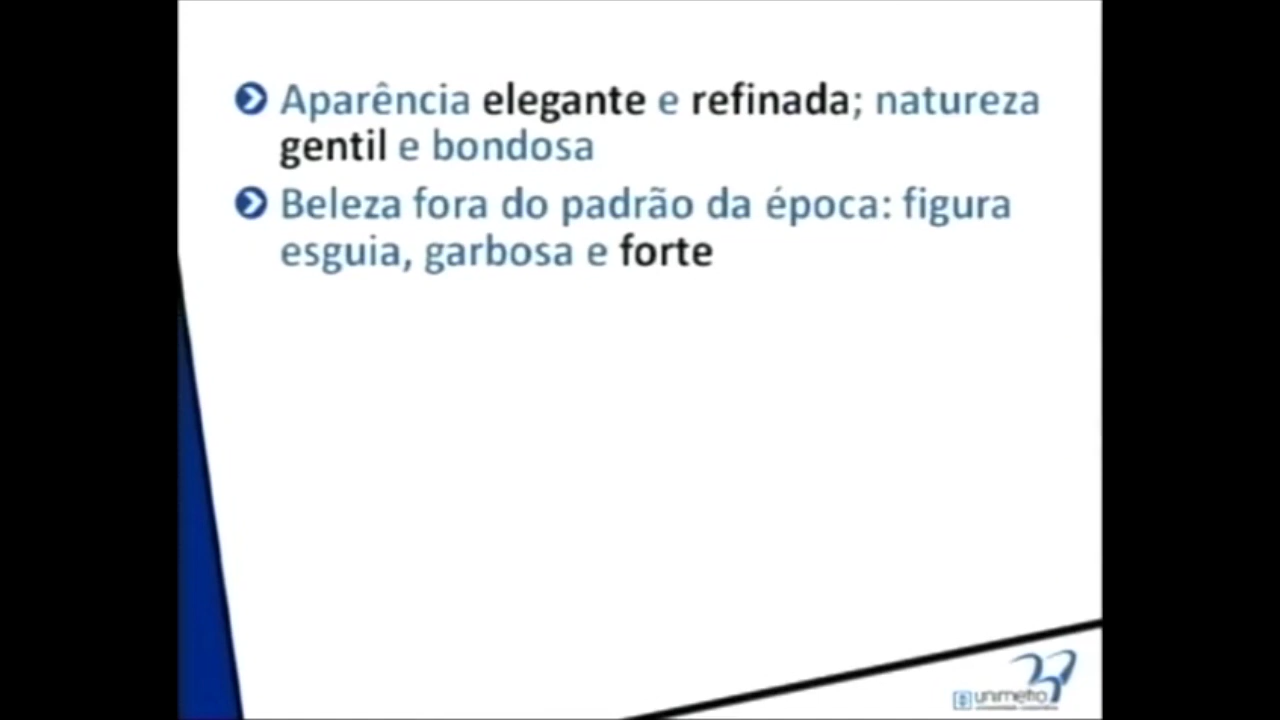 Aparência elegante e refinada; natureza
gentil e bondosa
Beleza fora do padrão da época: figura
esguia, garbosa e forte
unimetro